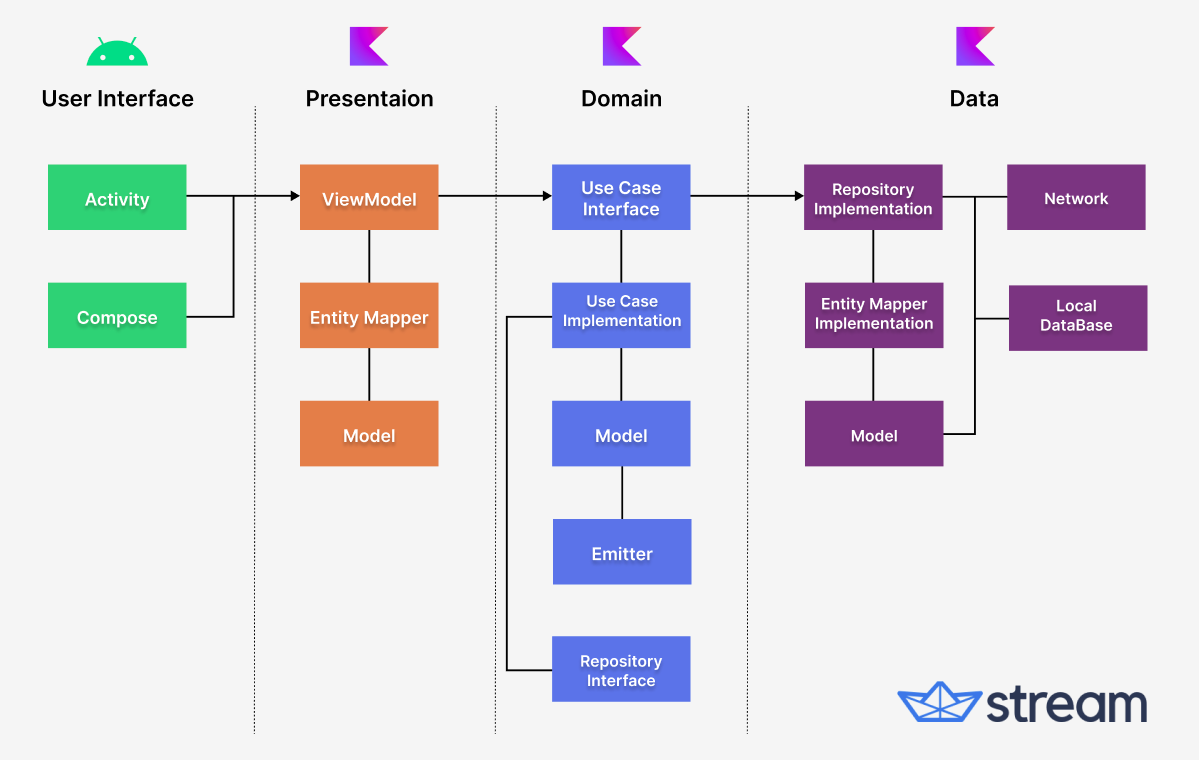 User Interface
Presentaion
Domain
Data
Activity
Compose
ViewModel
Entity Mapper
Model
Use Case
Interface
Use Case
Implementation
Model
Emitter
Repository
Interface
Repository
Implementation
Entity Mapper
Implementation
Model
Network
Local
DataBase
stream